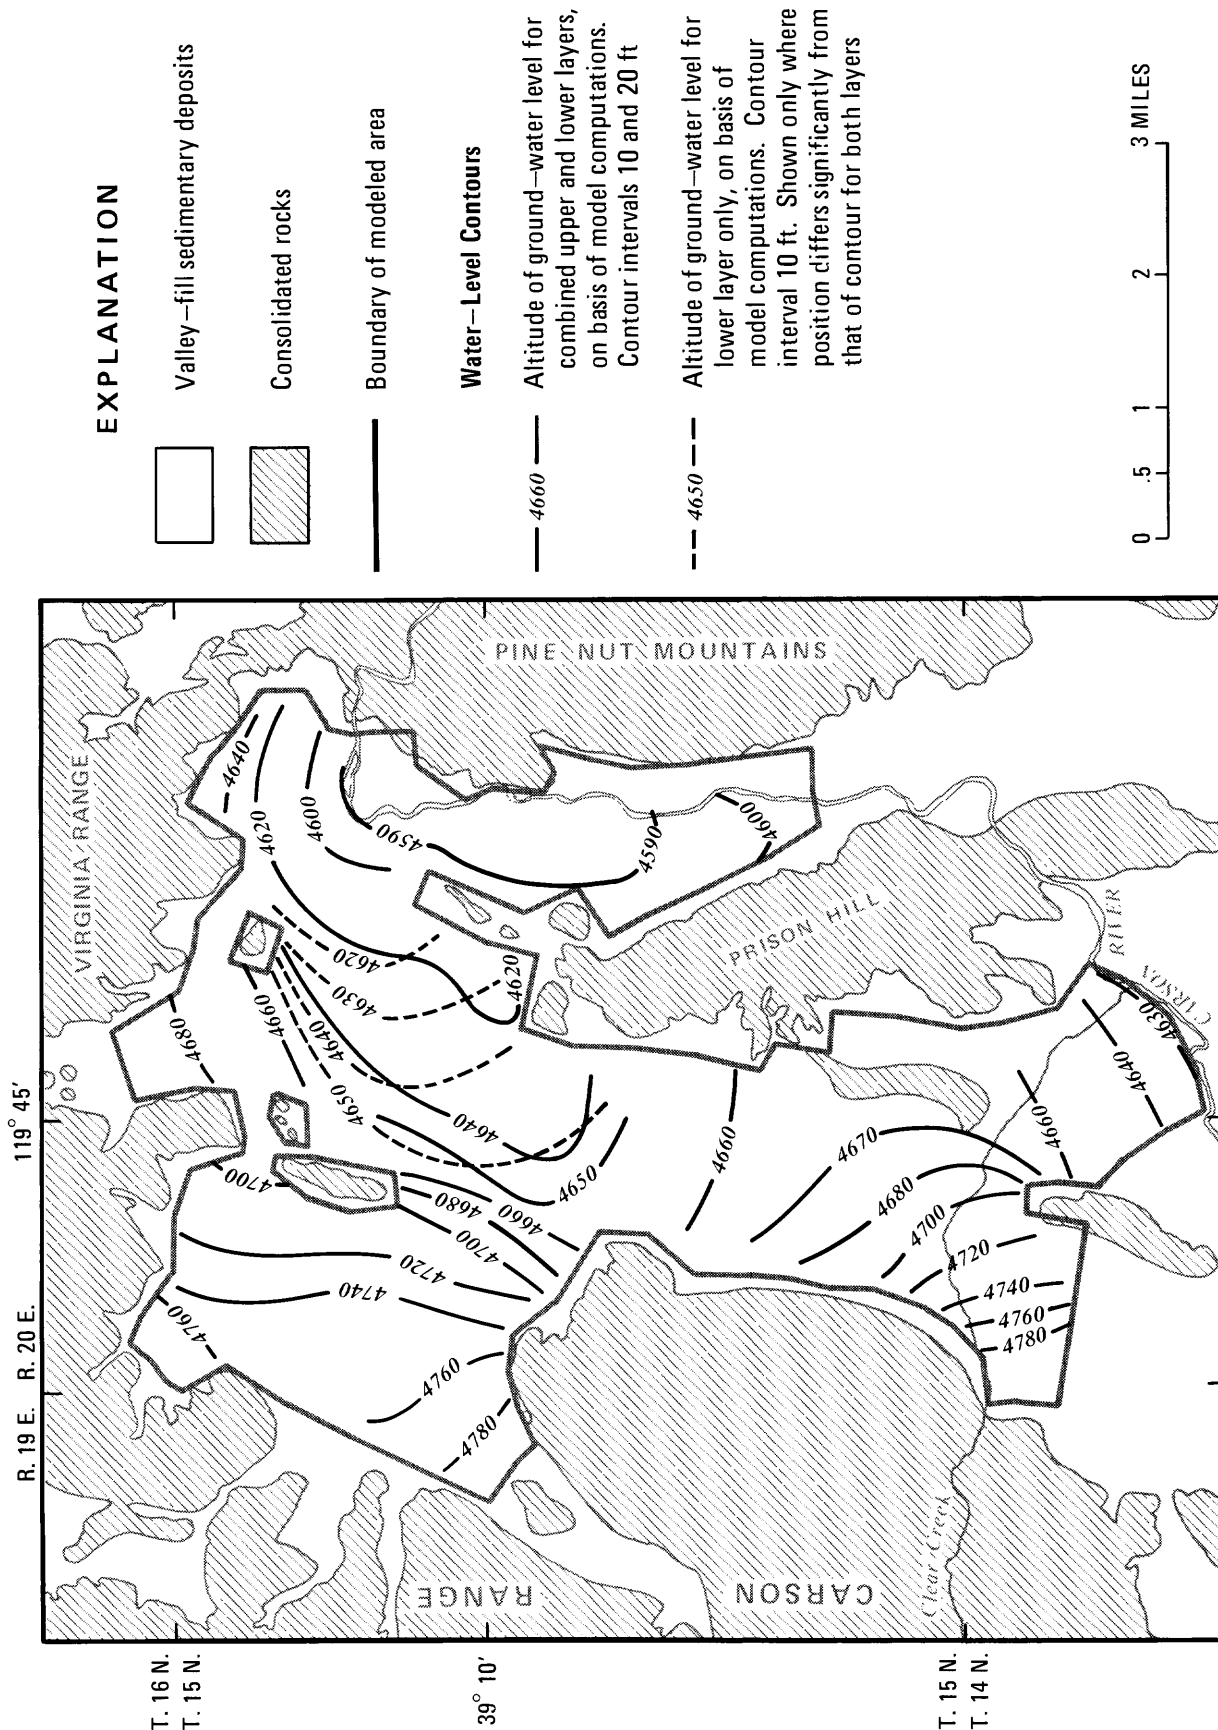 EXPLANATION
Valley—fill sedimentary deposits
Consolidated rocks
Boundary of modeled area
Water—Level Contours
4660
Altitude of ground—water level for
combined upper and lower layers,
on basis of model computations.
Contour intervals 10 and 20 ft
4650
Altitude of ground—water level for
lower layer only, on basis of
model computations. Contour
interval 10 ft. Shown only where
position differs significantly from
that of contour for both layers
0 .5 1 2 3 MILES
R. 19 E. R. 20 E.
119° 45'
T. 16 N.
T. 15 N.
39° 10'
T. 15 N.
T. 14 N.
VIRGINIA RANGE
PINE NUT MOUNTAINS
PRISON HILL
CARSON
RIVER
CARSON
RANGE
Clear Creek
4640
4620
4600
4590
4590
4600
4620
4630
4620
4640
4650
4660
4680
4700
4640
4650
4660
4680
4700
4720
4740
4760
4760
4780
4660
4670
4680
4700
4720
4740
4760
4780
4660
4640
4630